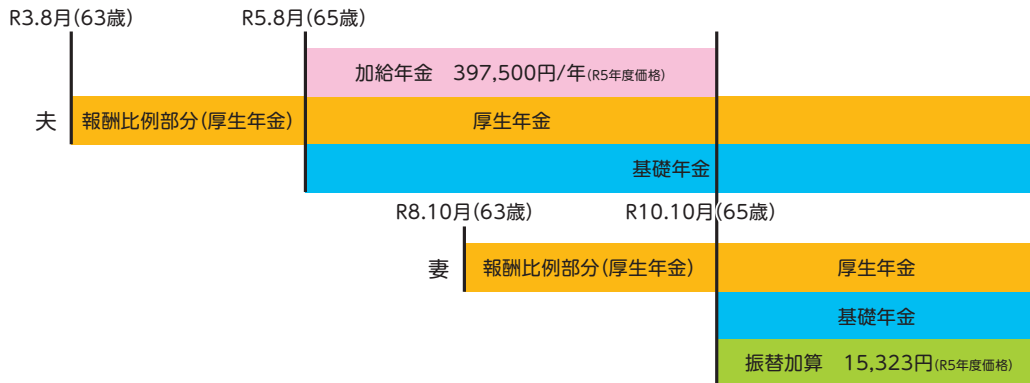 R3.8月(63歳)
R5.8月(65歳)
加給年金 397,500円/年(R5年度価格)
夫
報酬比例部分(厚生年金)
厚生年金
基礎年金
R8.10月(63歳)
R10.10月(65歳)
妻
報酬比例部分(厚生年金)
厚生年金
基礎年金
振替加算 15,323円(R5年度価格)